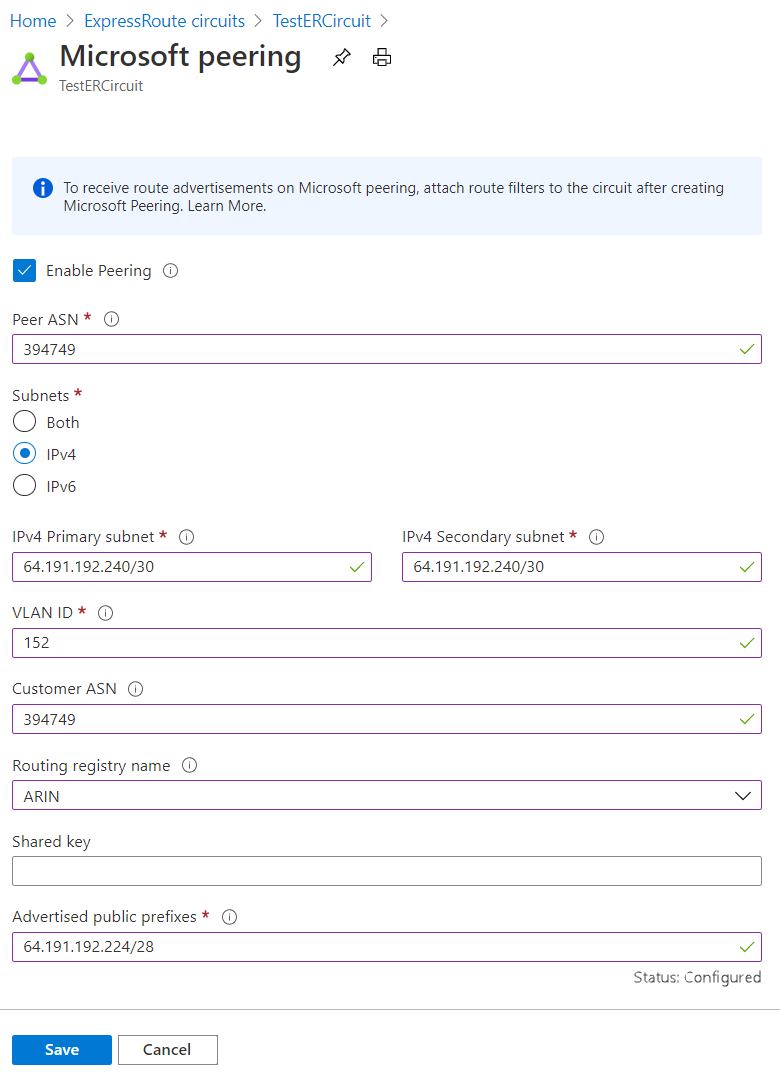 Home > ExpressRoute circuits > TestERCircuit >
Microsoft peering
TestERCircuit
To receive route advertisements on Microsoft peering, attach route filters to the circuit after creating
Microsoft Peering. Learn More.
Enable Peering
Peer ASN *
394749
Subnets *
Both
IPv4
IPv6
IPv4 Primary subnet * IPv4 Secondary subnet *
64.191.192.240/30 64.191.192.240/30
VLAN ID *
152
Customer ASN
394749
Routing registry name
ARIN
Shared key
Advertised public prefixes *
64.191.192.224/28
Status: Configured
Save Cancel